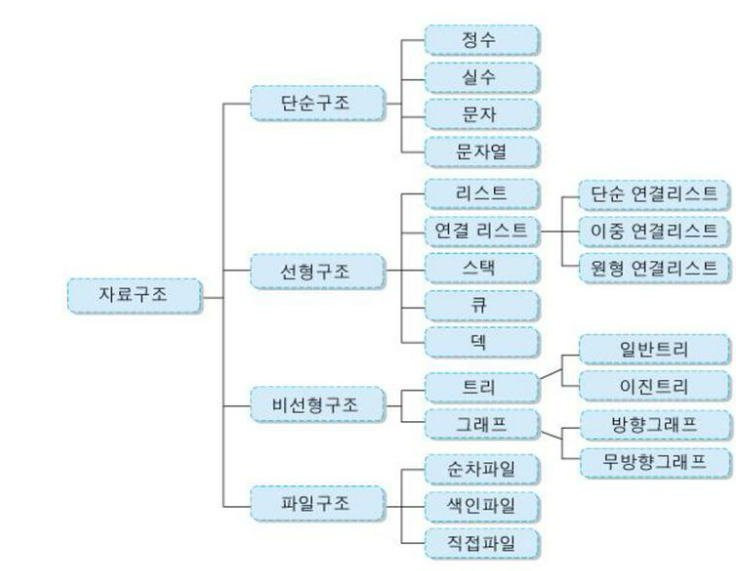 자료구조
단순구조
정수
실수
문자
문자열
선형구조
리스트
연결 리스트
단순 연결리스트
이중 연결리스트
원형 연결리스트
스택
큐
덱
비선형구조
트리
일반트리
이진트리
그래프
방향그래프
무방향그래프
파일구조
순차파일
색인파일
직접파일